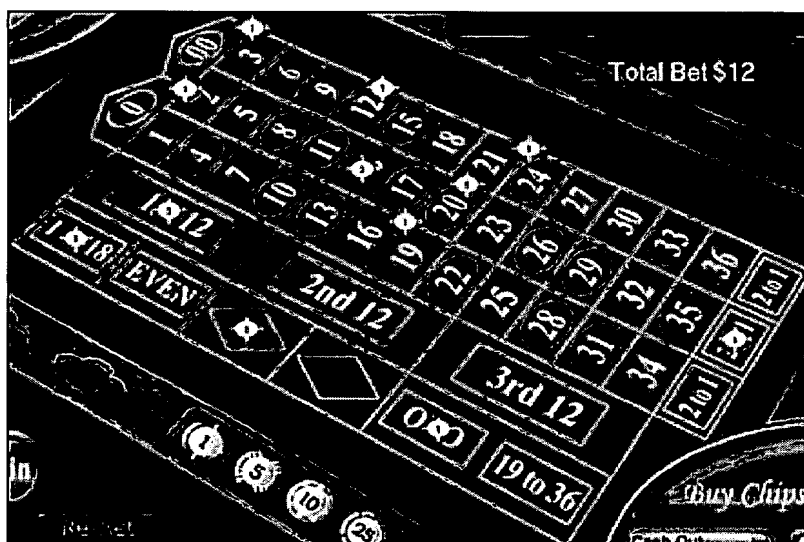 Total Bet $12
00 3 6 9 12 15 18 21 24 27 30 33 36 2 to 1
0 2 5 8 11 17 20 23 26 29 32 35
1 4 7 10 13 16 19 22 25 28 31 34 2 to 1
12 2nd 12 3rd 12
18 EVEN 19 to 36
1 5 10 25
Buy Chips